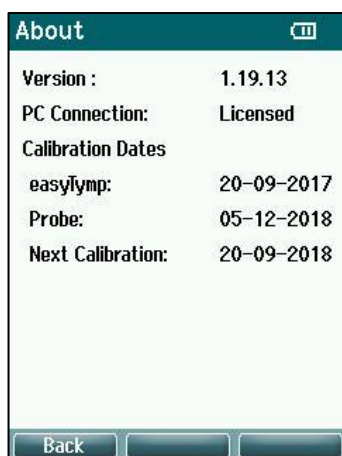 About
Version : 1.19.13
PC Connection: Licensed
Calibration Dates
easyTymp: 20-09-2017
Probe: 05-12-2018
Next Calibration: 20-09-2018
Back